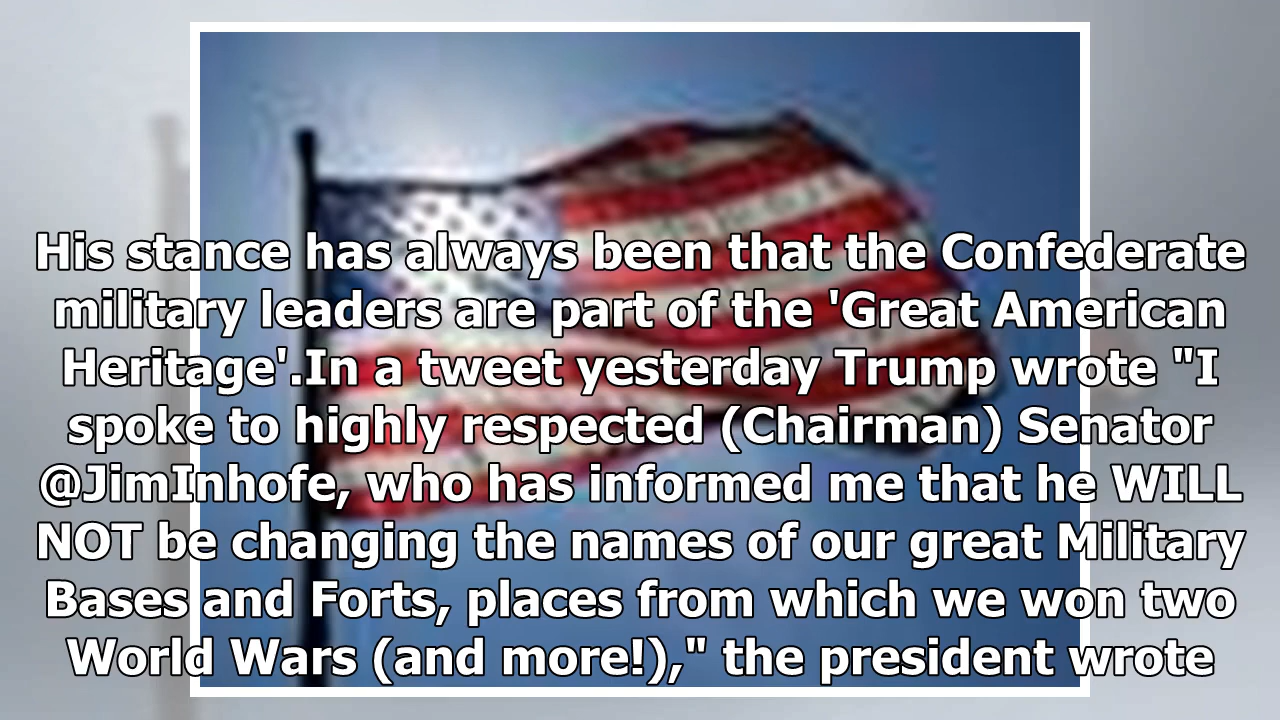 His stance has always been that the Confederate
military leaders are part of the 'Great American
Heritage'.In a tweet yesterday Trump wrote "I
spoke to highly respected (Chairman) Senator
@JimInhofe, who has informed me that he WILL
NOT be changing the names of our great Military
Bases and Forts, places from which we won two
World Wars (and more!)," the president wrote